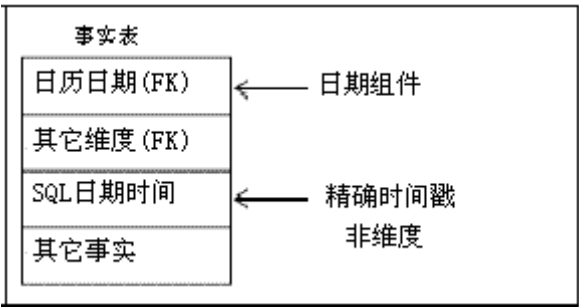 事实表
日历日期(FK)
日期组件
其它维度(FK)
SQL日期时间
精确时间戳
非维度
其它事实